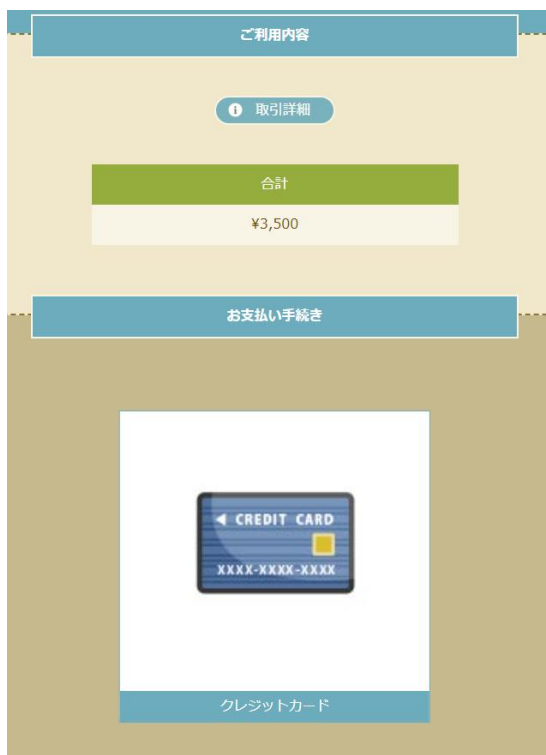 ご利用内容
取引詳細
合計
¥3,500
お支払い手続き
CREDIT CARD
XXXX-XXXX-XXXX
クレジットカード